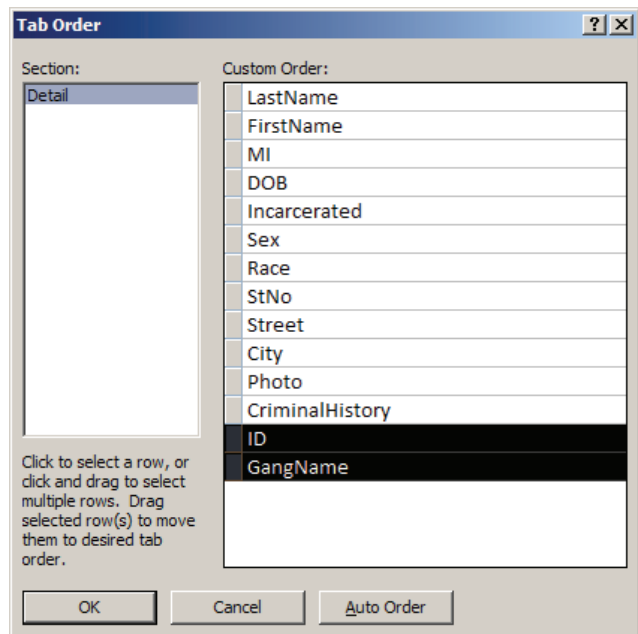 Tab Order
Section:
Detail
Click to select a row, or
click and drag to select
multiple rows. Drag
selected row(s) to move
them to desired tab
order.
Custom Order:
LastName
FirstName
MI
DOB
Incarcerated
Sex
Race
StNo
Street
City
Photo
CriminalHistory
ID
GangName
OK
Cancel
Auto Order